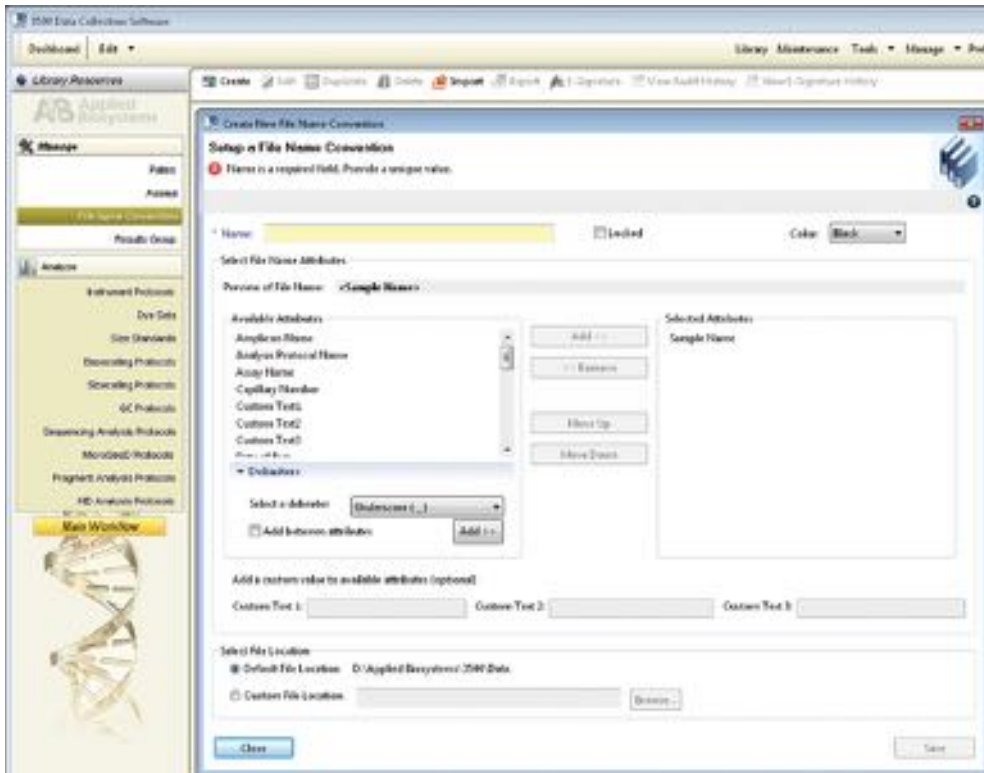 3500 Data Collection Software
Dashboard Edit
Library Maintenance Tools Manage
Library Resources
Create Edit Duplicate Delete Import Export E-Signature View Audit History View E-Signature History
AB Applied Biosystems
Create New File Name Convention
Manage
Setup a File Name Convention
Name is a required field. Provide a unique value.
Plates
Assays
File Name Conventions
Results Group
* Name:
Locked
Color: Black
Analyze
Select File Name Attributes
Instrument Protocols
Preview of File Name: <Sample Name>
Dye Sets
Size Standards
Basecalling Protocols
Sizecalling Protocols
QC Protocols
Sequencing Analysis Protocols
MicroSeqID Protocols
Fragment Analysis Protocols
HID Analysis Protocols
Main Workflow
Available Attributes
Amplicon Name
Analysis Protocol Name
Assay Name
Capillary Number
Custom Text1
Custom Text2
Custom Text3
Add >>
<< Remove
Move Up
Move Down
Selected Attributes
Sample Name
Delimiters
Select a delimiter Underscore (_)
Add between attributes Add >>
Add a custom value to available attributes (optional)
Custom Text 1: Custom Text 2: Custom Text 3:
Select File Location
Default File Location D:\Applied Biosystems\3500\Data
Custom File Location Browse...
Close
Save